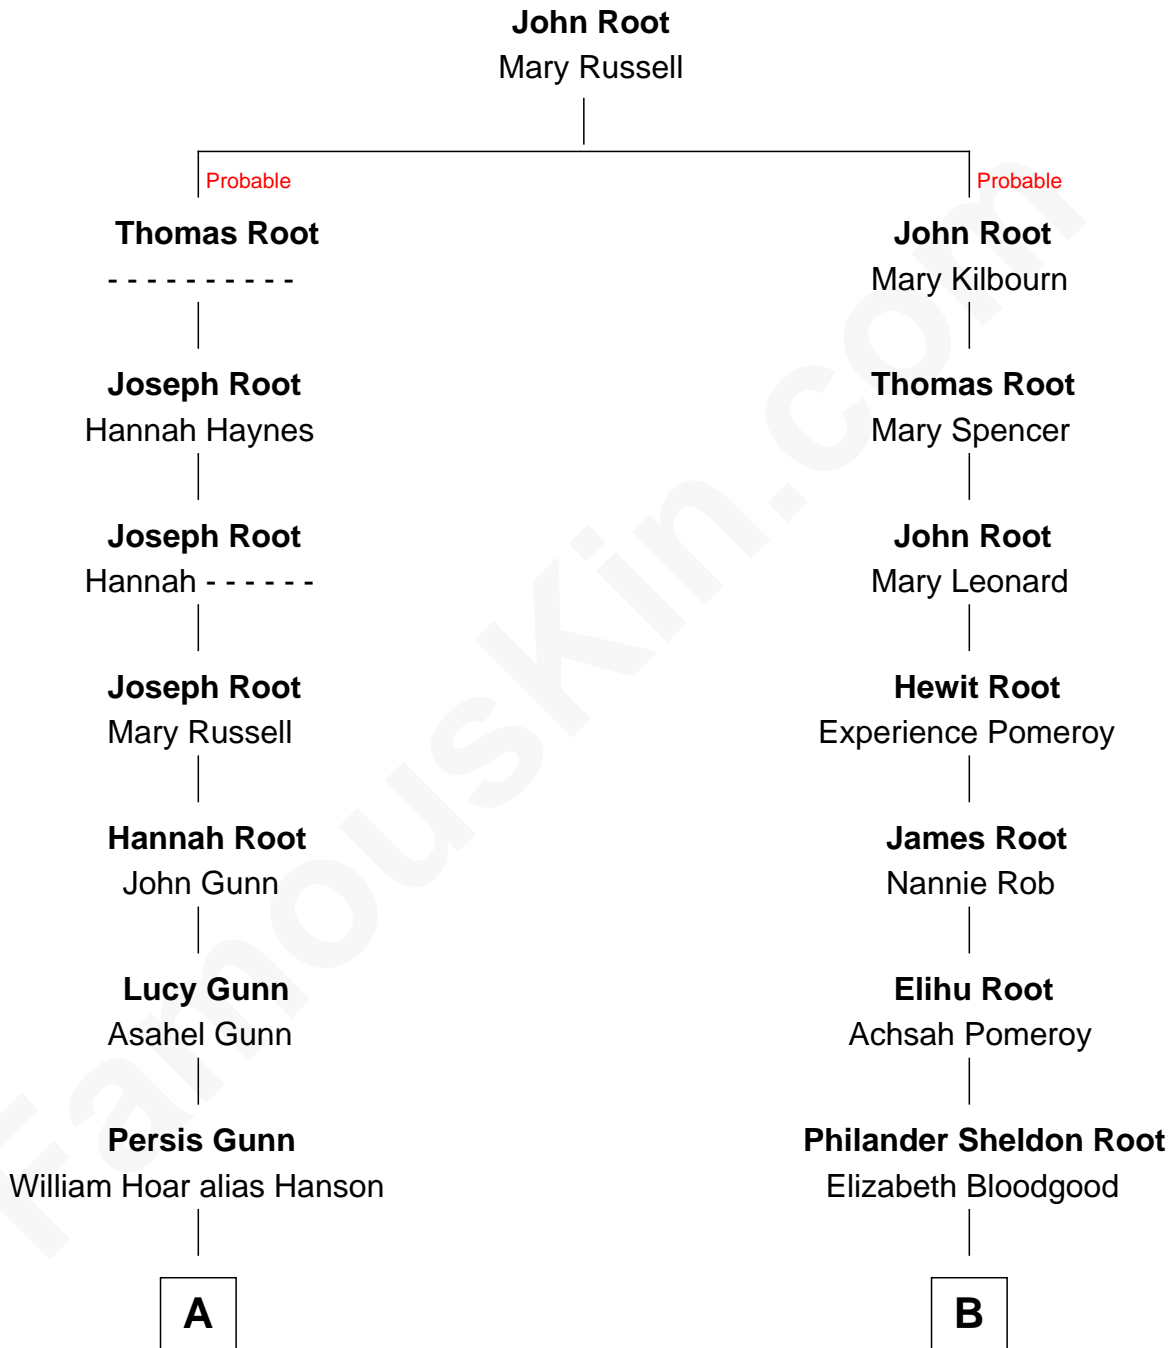 John Root
Mary Russell
Probable
Probable
Thomas Root
- - - - - - - - - -
John Root
Mary Kilbourn
Joseph Root
Hannah Haynes
Thomas Root
Mary Spencer
Joseph Root
Hannah - - - - - -
John Root
Mary Leonard
Joseph Root
Mary Russell
Hewit Root
Experience Pomeroy
Hannah Root
John Gunn
James Root
Nannie Rob
Lucy Gunn
Asahel Gunn
Elihu Root
Achsah Pomeroy
Persis Gunn
William Hoar alias Hanson
Philander Sheldon Root
Elizabeth Bloodgood
A
B
FamousKin.com